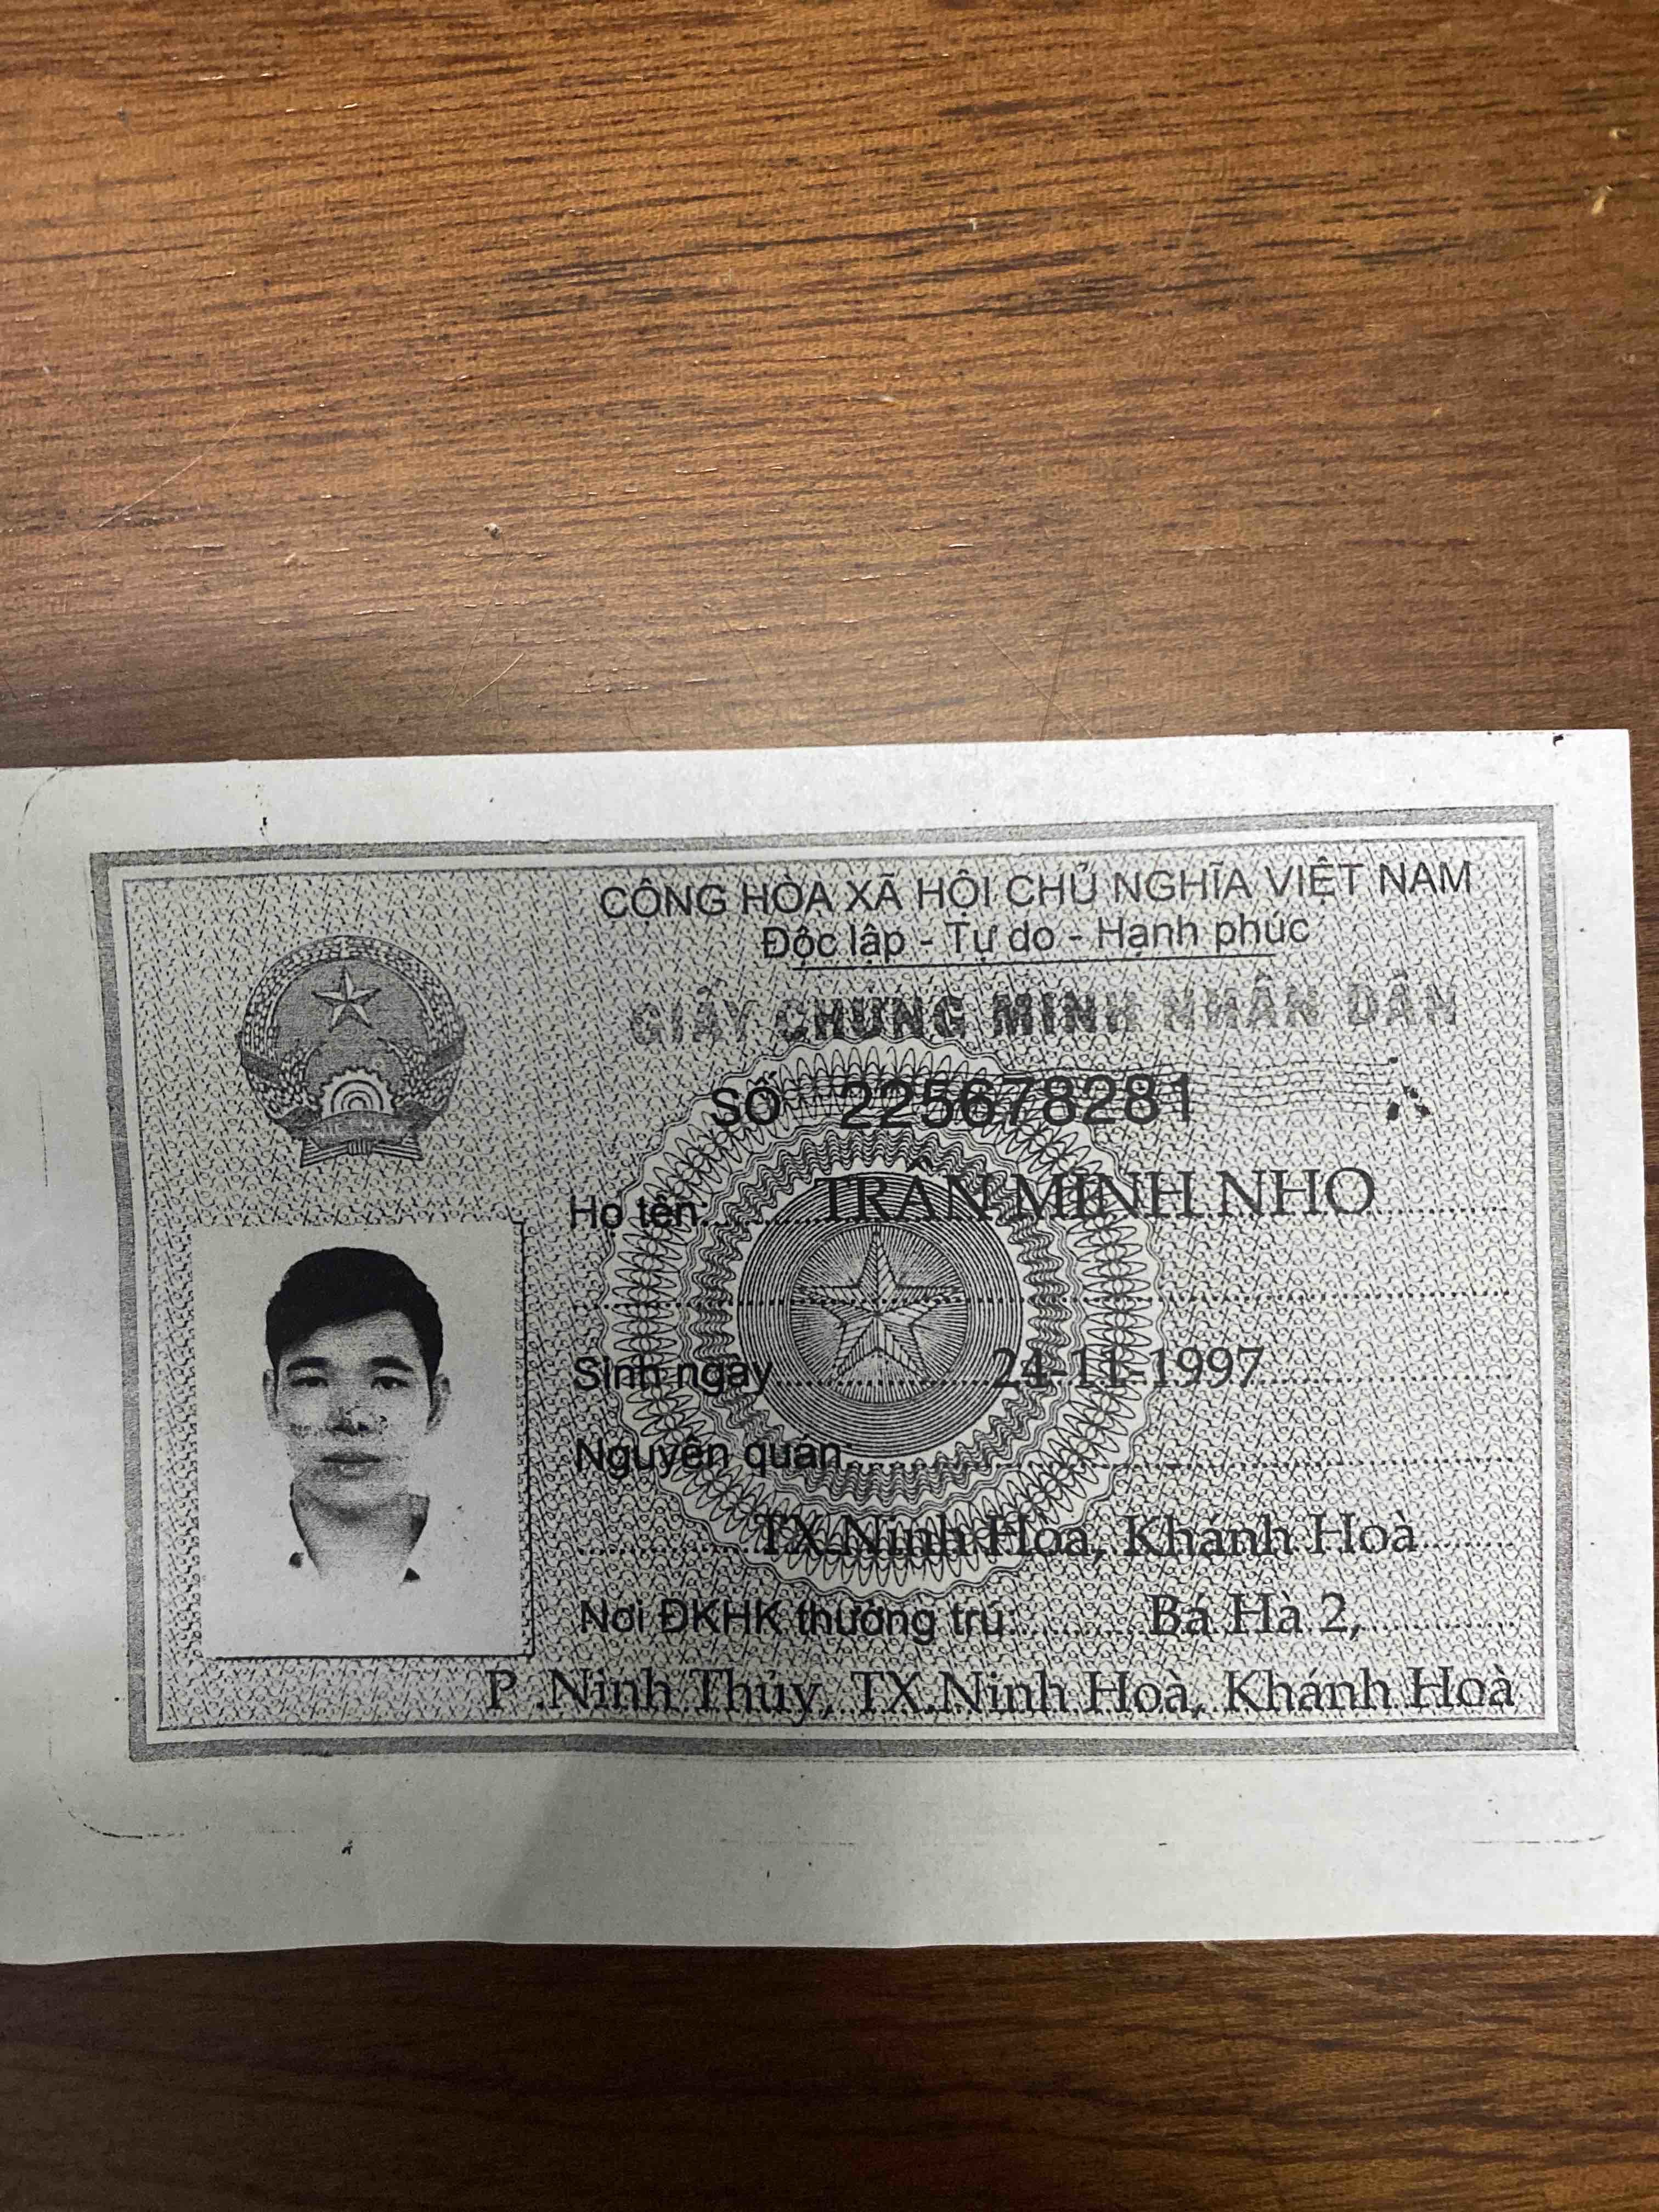 CỘNG HÒA XÃ HỘI CHỦ NGHĨA VIỆT NAM
Độc lập - Tự do - Hạnh phúc
GIẤY CHỨNG MINH NHÂN DÂN
SỐ 225678281
Họ tên: TRẦN MINH NHO
Sinh ngày 24-11-1997
Nguyên quán:
TX.Ninh Hòa, Khánh Hoà
Nơi ĐKHK thường trú: Bá Hà 2,
P .Ninh Thủy, TX.Ninh Hoà, Khánh Hoà